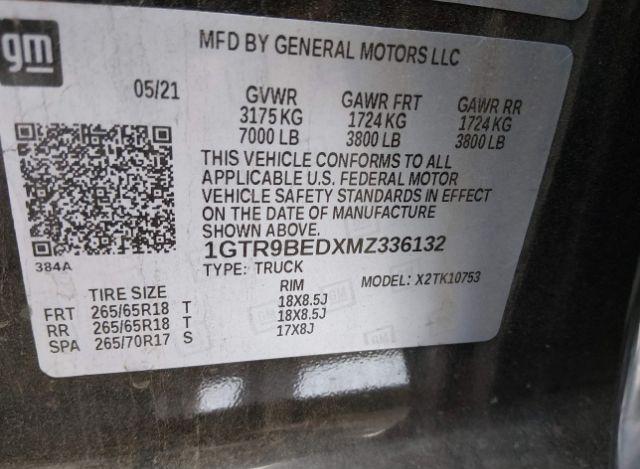 gm
MFD BY GENERAL MOTORS LLC
05/21
GVWR GAWR FRT GAWR RR
3175 KG 1724 KG 1724 KG
7000 LB 3800 LB 3800 LB
THIS VEHICLE CONFORMS TO ALL
APPLICABLE U.S. FEDERAL MOTOR
VEHICLE SAFETY STANDARDS IN EFFECT
ON THE DATE OF MANUFACTURE
SHOWN ABOVE.
1GTR9BEDXMZ336132
384A
TYPE: TRUCK
MODEL: X2TK10753
TIRE SIZE RIM
FRT 265/65R18 T 18X8.5J
RR 265/65R18 T 18X8.5J
SPA 265/70R17 S 17X8J